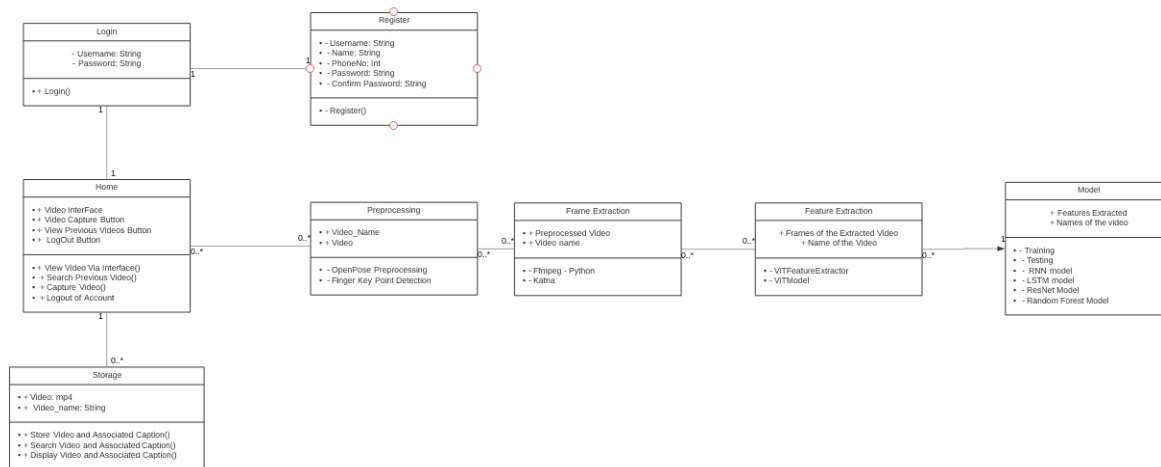 Login
- Username: String
- Password: String
• + Login()
Register
• - Username: String
• - Name: String
• - PhoneNo: Int
• - Password: String
• - Confirm Password: String
• - Register()
1
1
1
1
Home
• + Video InterFace
• + Video Capture Button
• + View Previous Videos Button
• + LogOut Button
• + View Video Via Interface()
• + Search Previous Video()
• + Capture Video()
• + Logout of Account
0..*
0..*
Preprocessing
• + Video_Name
• + Video
• - OpenPose Preprocessing
• - Finger Key Point Detection
0..*
0..*
Frame Extraction
• + Preprocessed Video
• + Video name
• - Ffmpeg - Python
• - Katna
0..*
0..*
Feature Extraction
+ Frames of the Extracted Video
+ Name of the Video
• - ViTFeatureExtractor
• - ViTModel
0..*
1
Model
+ Features Extracted
+ Names of the video
• - Training
• - Testing
• - RNN model
• - LSTM model
• - ResNet Model
• - Random Forest Model
1
0..*
Storage
• + Video: mp4
• + Video_name: String
• + Store Video and Associated Caption()
• + Search Video and Associated Caption()
• + Display Video and Associated Caption()